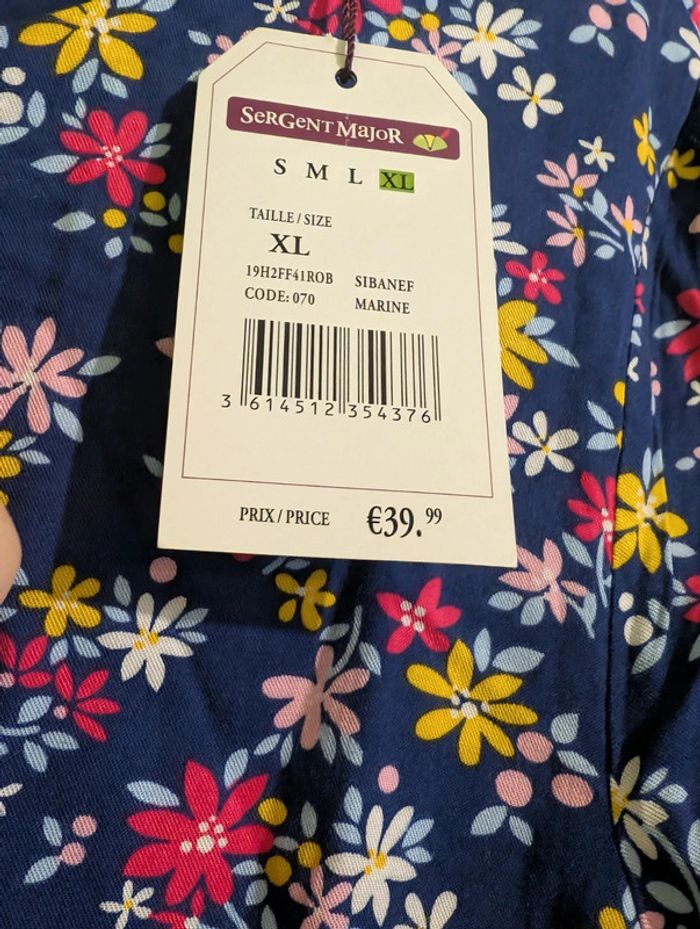 SERGENT MAJOR
S M L XL
TAILLE / SIZE
XL
19H2FF41ROB SIBANEF
CODE: 070 MARINE
3 614512 354376
PRIX / PRICE €39.99